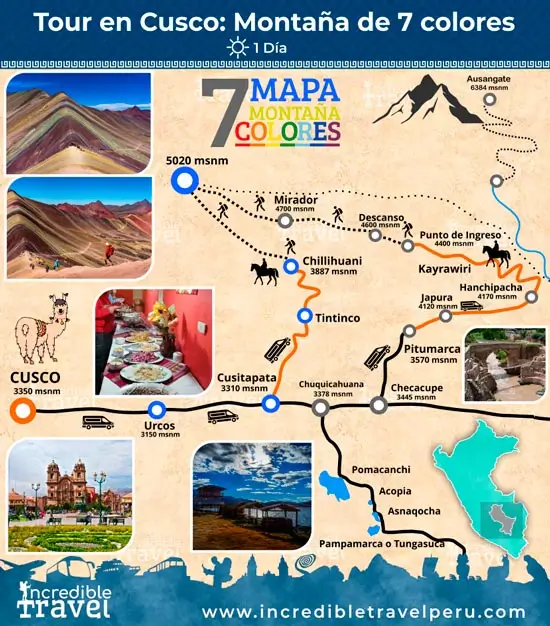 Tour en Cusco: Montaña de 7 colores
1 Día
7 MAPA
MONTAÑA
COLORES
Ausangate
6384 msnm
5020 msnm
Mirador
4700 msnm
Descanso
4600 msnm
Punto de Ingreso
4400 msnm
Kayrawiri
Chillihuani
3887 msnm
Hanchipacha
4170 msnm
Japura
4120 msnm
Tintinco
Pitumarca
3570 msnm
CUSCO
3350 msnm
Cusitapata
3310 msnm
Chuquicahuana
3378 msnm
Checacupe
3445 msnm
Urcos
3150 msnm
Pomacanchi
Acopia
Asnaqocha
Pampamarca o Tungasuca
Incredible
Travel
www.incredibletravelperu.com